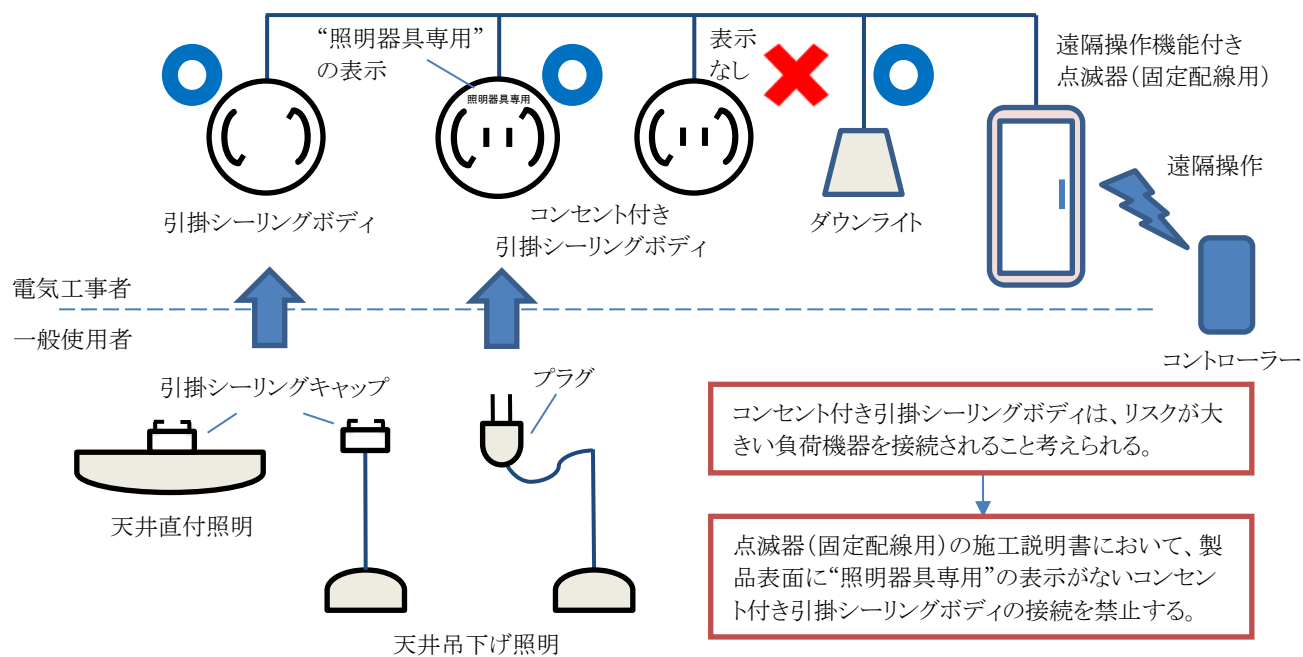 “照明器具専用”
の表示
表示
なし
遠隔操作機能付き
点滅器(固定配線用)
照明器具専用
遠隔操作
引掛シーリングボディ
コンセント付き
引掛シーリングボディ
ダウンライト
電気工事者
一般使用者
コントローラー
引掛シーリングキャップ
プラグ
天井直付照明
天井吊下げ照明
コンセント付き引掛シーリングボディは、リスクが大
きい負荷機器を接続されること考えられる。
点滅器(固定配線用)の施工説明書において、製
品表面に“照明器具専用”の表示がないコンセン
ト付き引掛シーリングボディの接続を禁止する。